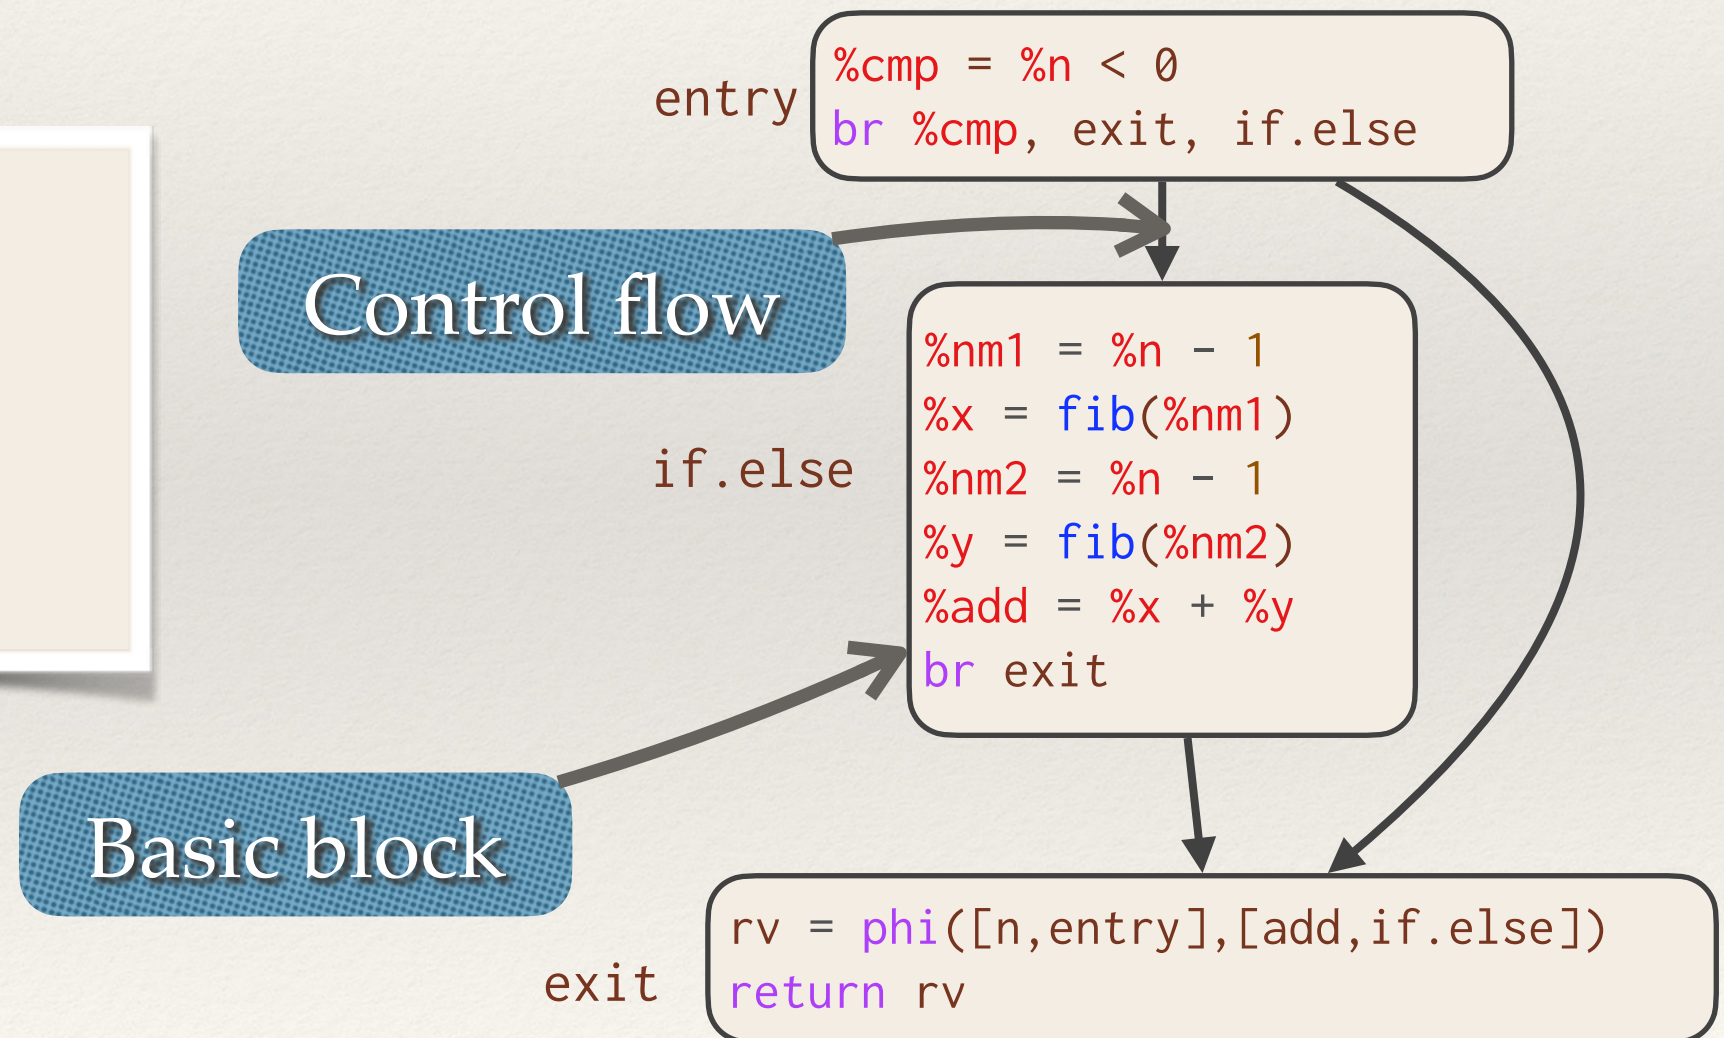 %cmp = %n < 0
br %cmp, exit, if.else
entry
Control flow
%nm1 = %n - 1
%x = fib(%nm1)
%nm2 = %n - 1
%y = fib(%nm2)
%add = %x + %y
br exit
if.else
Basic block
rv = phi([n,entry],[add,if.else])
return rv
exit